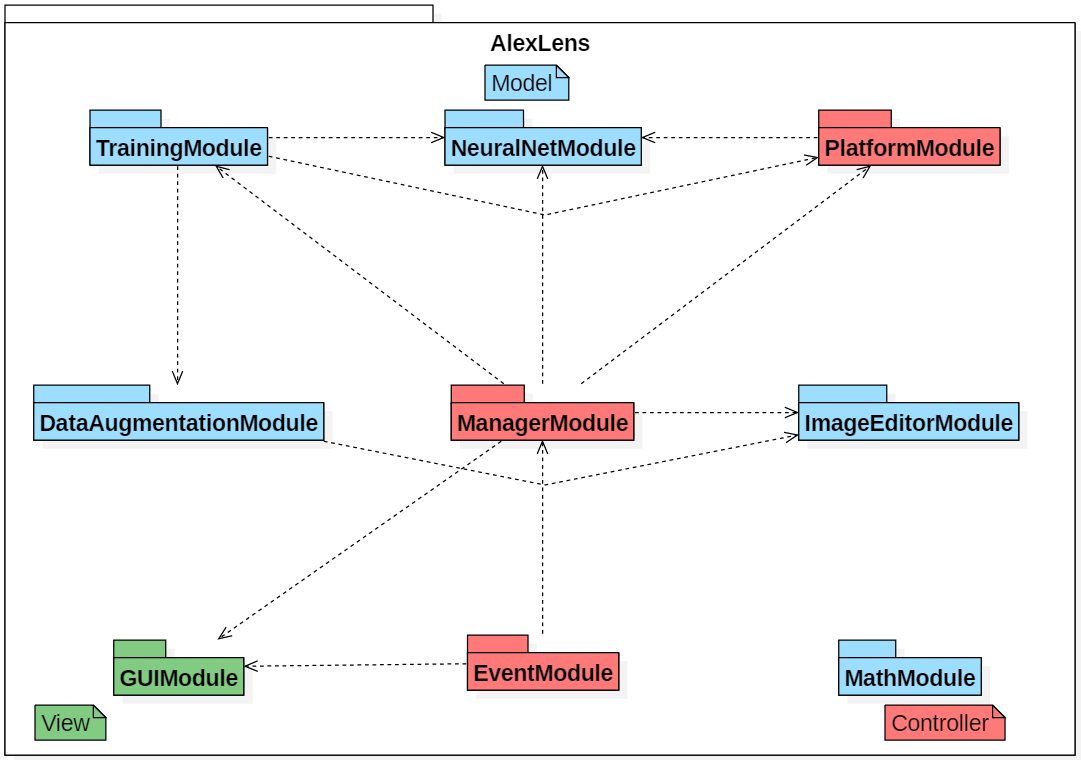 AlexLens
Model
TrainingModule
NeuralNetModule
PlatformModule
DataAugmentationModule
ManagerModule
ImageEditorModule
GUIModule
EventModule
MathModule
View
Controller